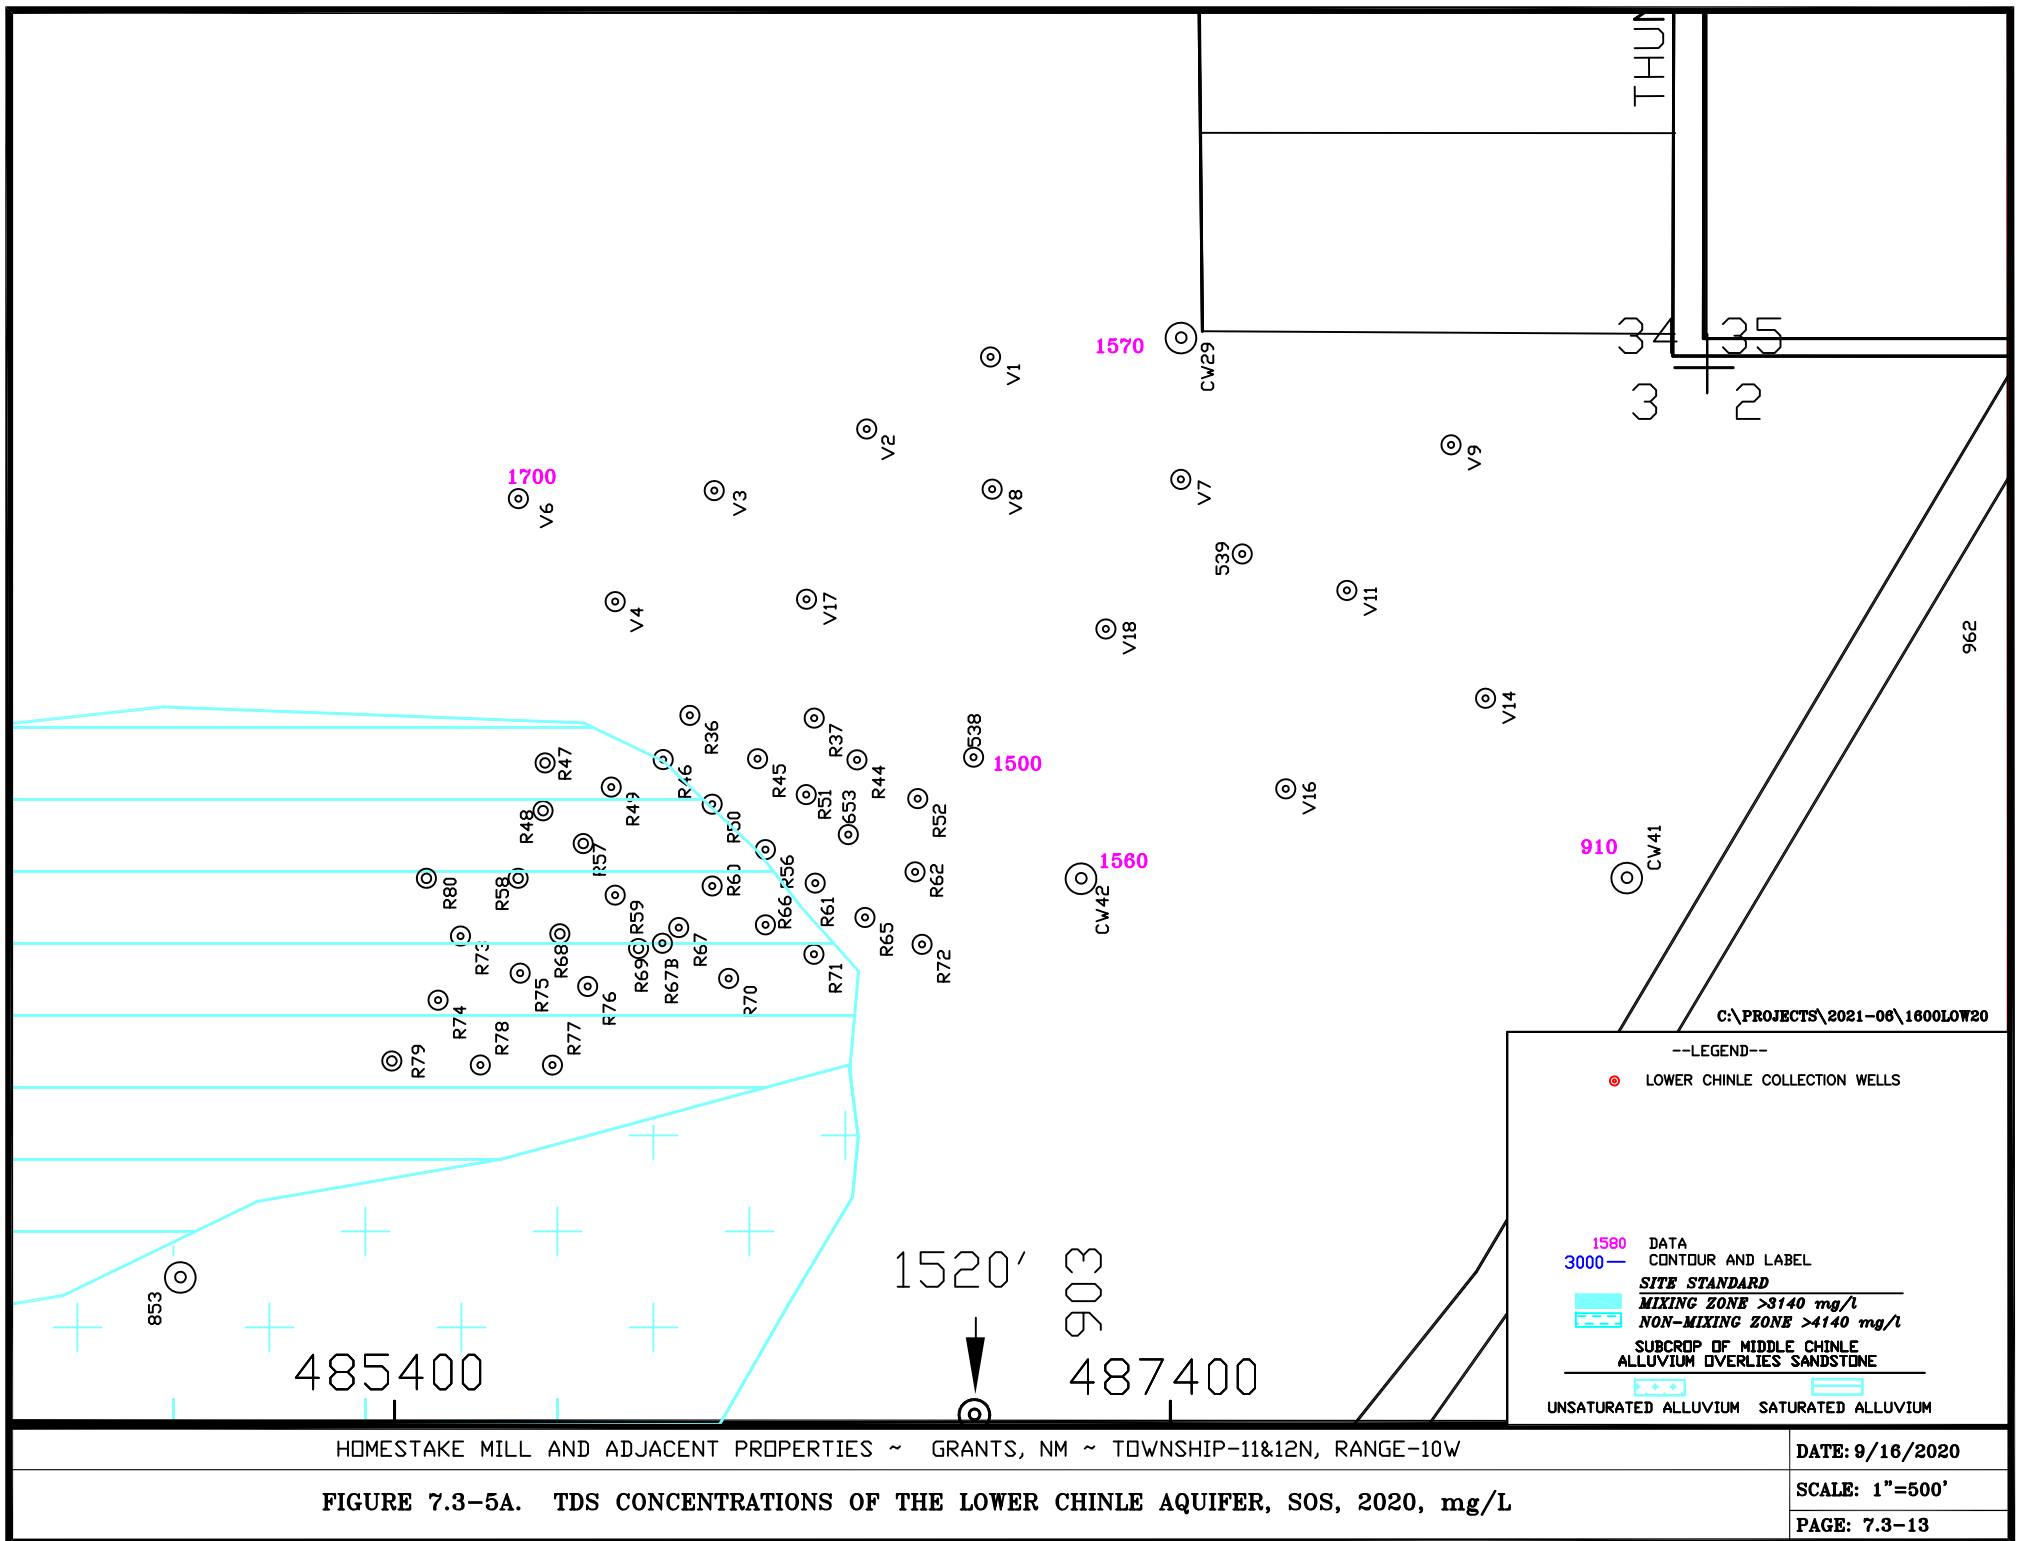 THUN
34 35
3 2
1570
CW29
V1
V2
V9
1700
V6
V3
V8
V7
539
V11
V4
V17
V18
962
V14
R36
R37
538
1500
R47
R46
R45
R44
R49
R51
653
R52
V16
R48
R50
R57
R56
910
CW41
1560
CW42
R80
R58
R60
R61
R62
R59
R66
R65
R73
R68
R69
R67B
R67
R71
R72
R75
R76
R70
R74
R78
R77
R79
853
1520'
903
485400
487400
C:\PROJECTS\2021-06\1600LOW20
--LEGEND--
LOWER CHINLE COLLECTION WELLS
1580 DATA
3000— CONTOUR AND LABEL
SITE STANDARD
MIXING ZONE >3140 mg/l
NON-MIXING ZONE >4140 mg/l
SUBCROP OF MIDDLE CHINLE
ALLUVIUM OVERLIES SANDSTONE
UNSATURATED ALLUVIUM SATURATED ALLUVIUM
HOMESTAKE MILL AND ADJACENT PROPERTIES ~ GRANTS, NM ~ TOWNSHIP-11&12N, RANGE-10W
DATE: 9/16/2020
FIGURE 7.3-5A. TDS CONCENTRATIONS OF THE LOWER CHINLE AQUIFER, SOS, 2020, mg/L
SCALE: 1"=500'
PAGE: 7.3-13